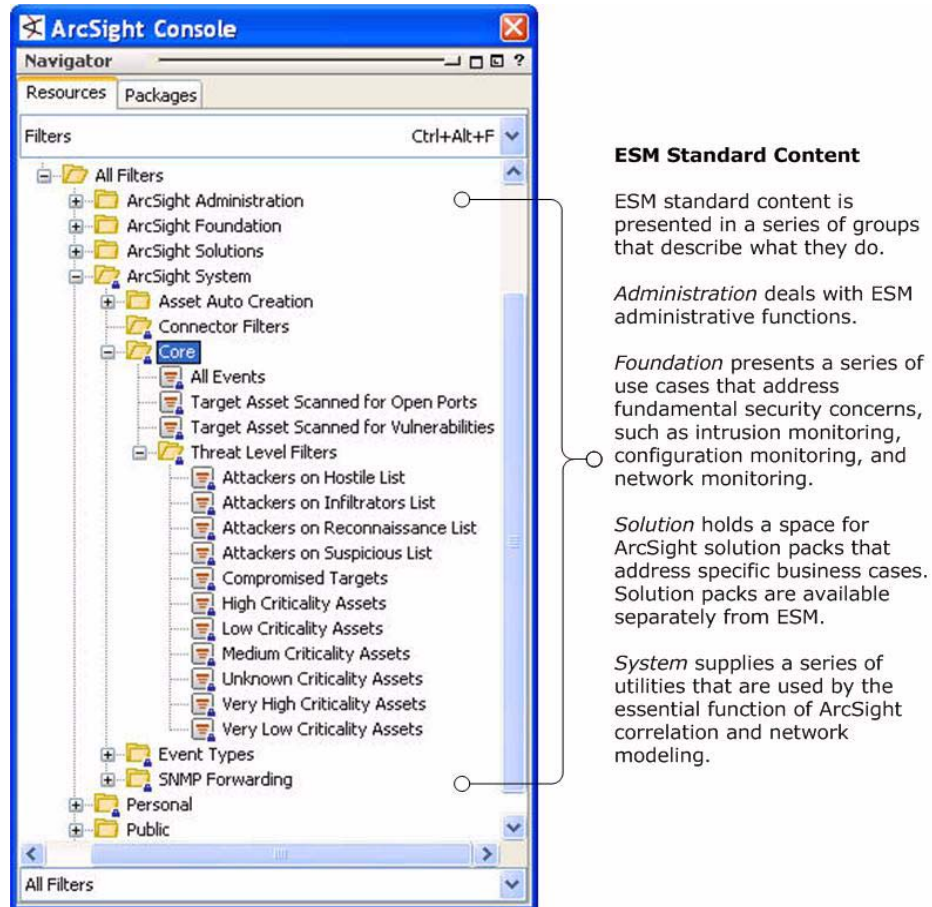 ArcSight Console
Navigator
?
Resources Packages
Filters Ctrl+Alt+F
All Filters
ArcSight Administration
ArcSight Foundation
ArcSight Solutions
ArcSight System
Asset Auto Creation
Connector Filters
Core
All Events
Target Asset Scanned for Open Ports
Target Asset Scanned for Vulnerabilities
Threat Level Filters
Attackers on Hostile List
Attackers on Infiltrators List
Attackers on Reconnaissance List
Attackers on Suspicious List
Compromised Targets
High Criticality Assets
Low Criticality Assets
Medium Criticality Assets
Unknown Criticality Assets
Very High Criticality Assets
Very Low Criticality Assets
Event Types
SNMP Forwarding
Personal
Public
All Filters
ESM Standard Content
ESM standard content is
presented in a series of groups
that describe what they do.
Administration deals with ESM
administrative functions.
Foundation presents a series of
use cases that address
fundamental security concerns,
such as intrusion monitoring,
configuration monitoring, and
network monitoring.
Solution holds a space for
ArcSight solution packs that
address specific business cases.
Solution packs are available
separately from ESM.
System supplies a series of
utilities that are used by the
essential function of ArcSight
correlation and network
modeling.